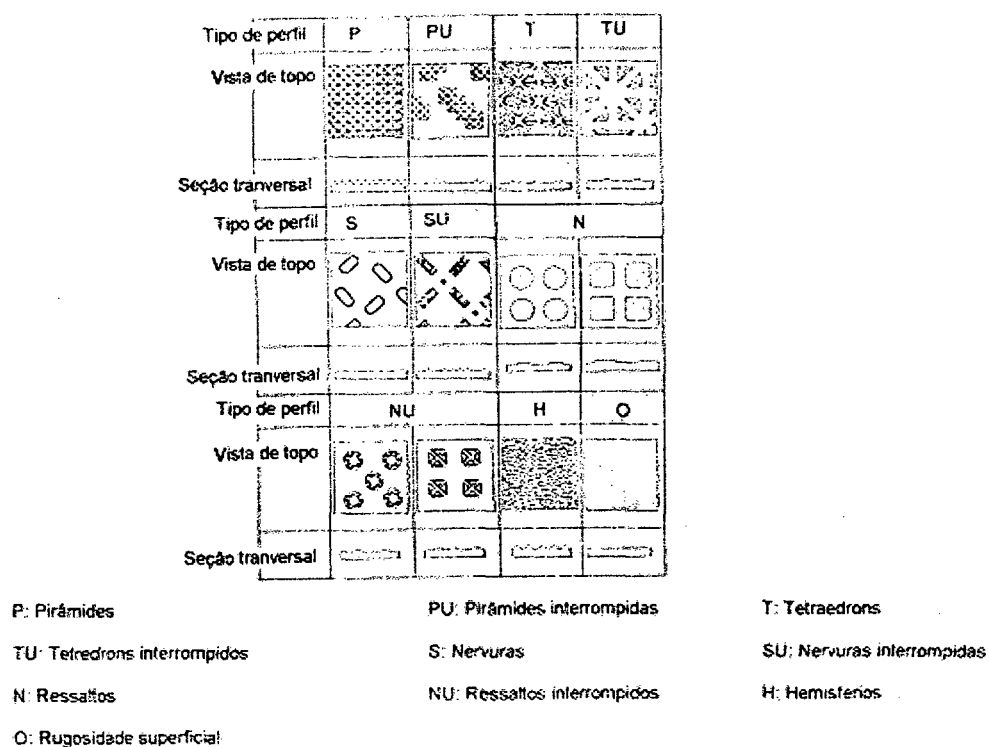 Tipo de perfil P PU T TU
Vista de topo
Seção tranversal
Tipo de perfil S SU N
Vista de topo
Seção tranversal
Tipo de perfil NU H O
Vista de topo
Seção tranversal
P: Pirâmides PU: Pirâmides interrompidas T: Tetraedrons
TU: Tetredrons interrompidos S: Nervuras SU: Nervuras interrompidas
N: Ressaltos NU: Ressaltos interrompidos H: Hemisferios
O: Rugosidade superficial